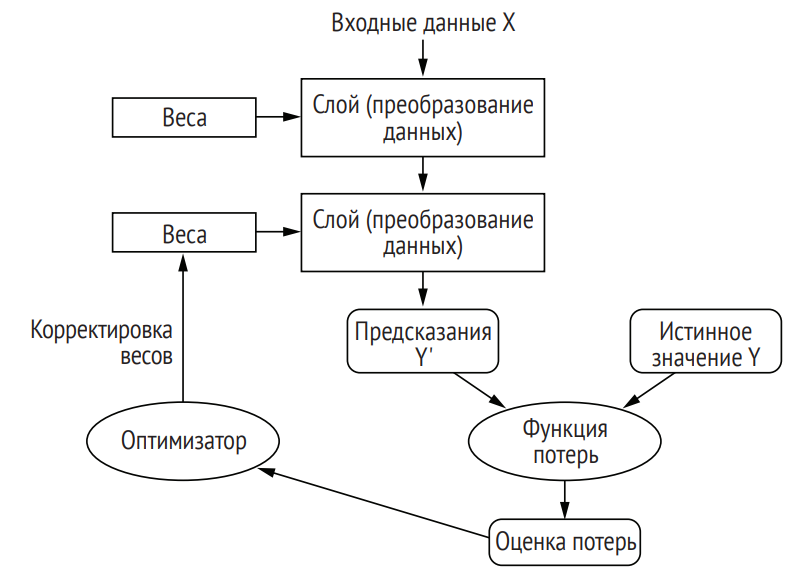 Входные данные X
Слой (преобразование
данных)
Веса
Слой (преобразование
данных)
Веса
Корректировка
весов
Предсказания
Y'
Истинное
значение Y
Оптимизатор
Функция
потерь
Оценка потерь